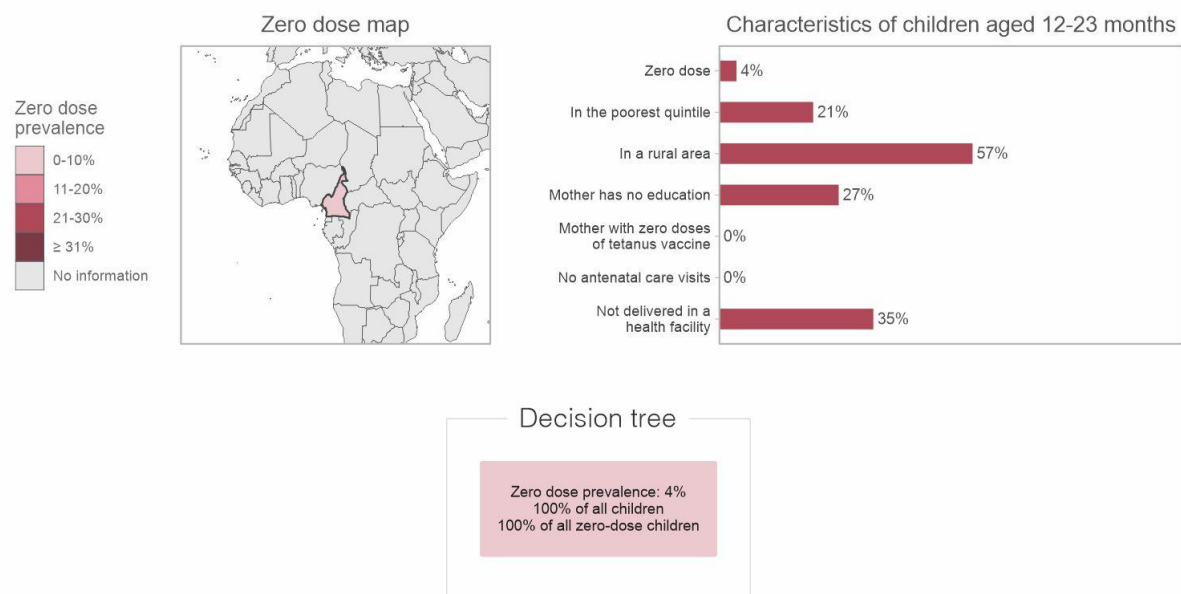 Zero dose map
Zero dose
prevalence
0-10%
11-20%
21-30%
≥ 31%
No information
Characteristics of children aged 12-23 months
Zero dose
4%
In the poorest quintile
21%
In a rural area
57%
Mother has no education
27%
Mother with zero doses
of tetanus vaccine
0%
No antenatal care visits
0%
Not delivered in a
health facility
35%
Decision tree
Zero dose prevalence: 4%
100% of all children
100% of all zero-dose children